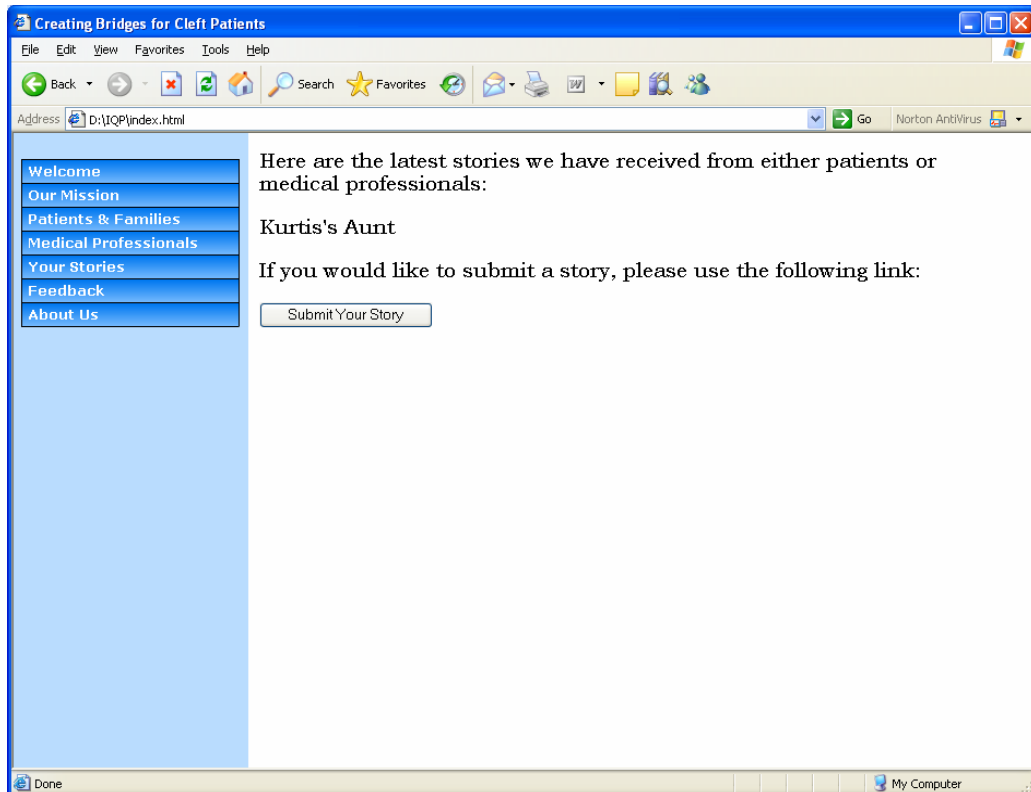 Creating Bridges for Cleft Patients
File Edit View Favorites Tools Help
Back Search Favorites
Address D:\IQP\index.html Go Norton AntiVirus
Welcome
Our Mission
Patients & Families
Medical Professionals
Your Stories
Feedback
About Us
Here are the latest stories we have received from either patients or
medical professionals:
Kurtis's Aunt
If you would like to submit a story, please use the following link:
Submit Your Story
Done My Computer